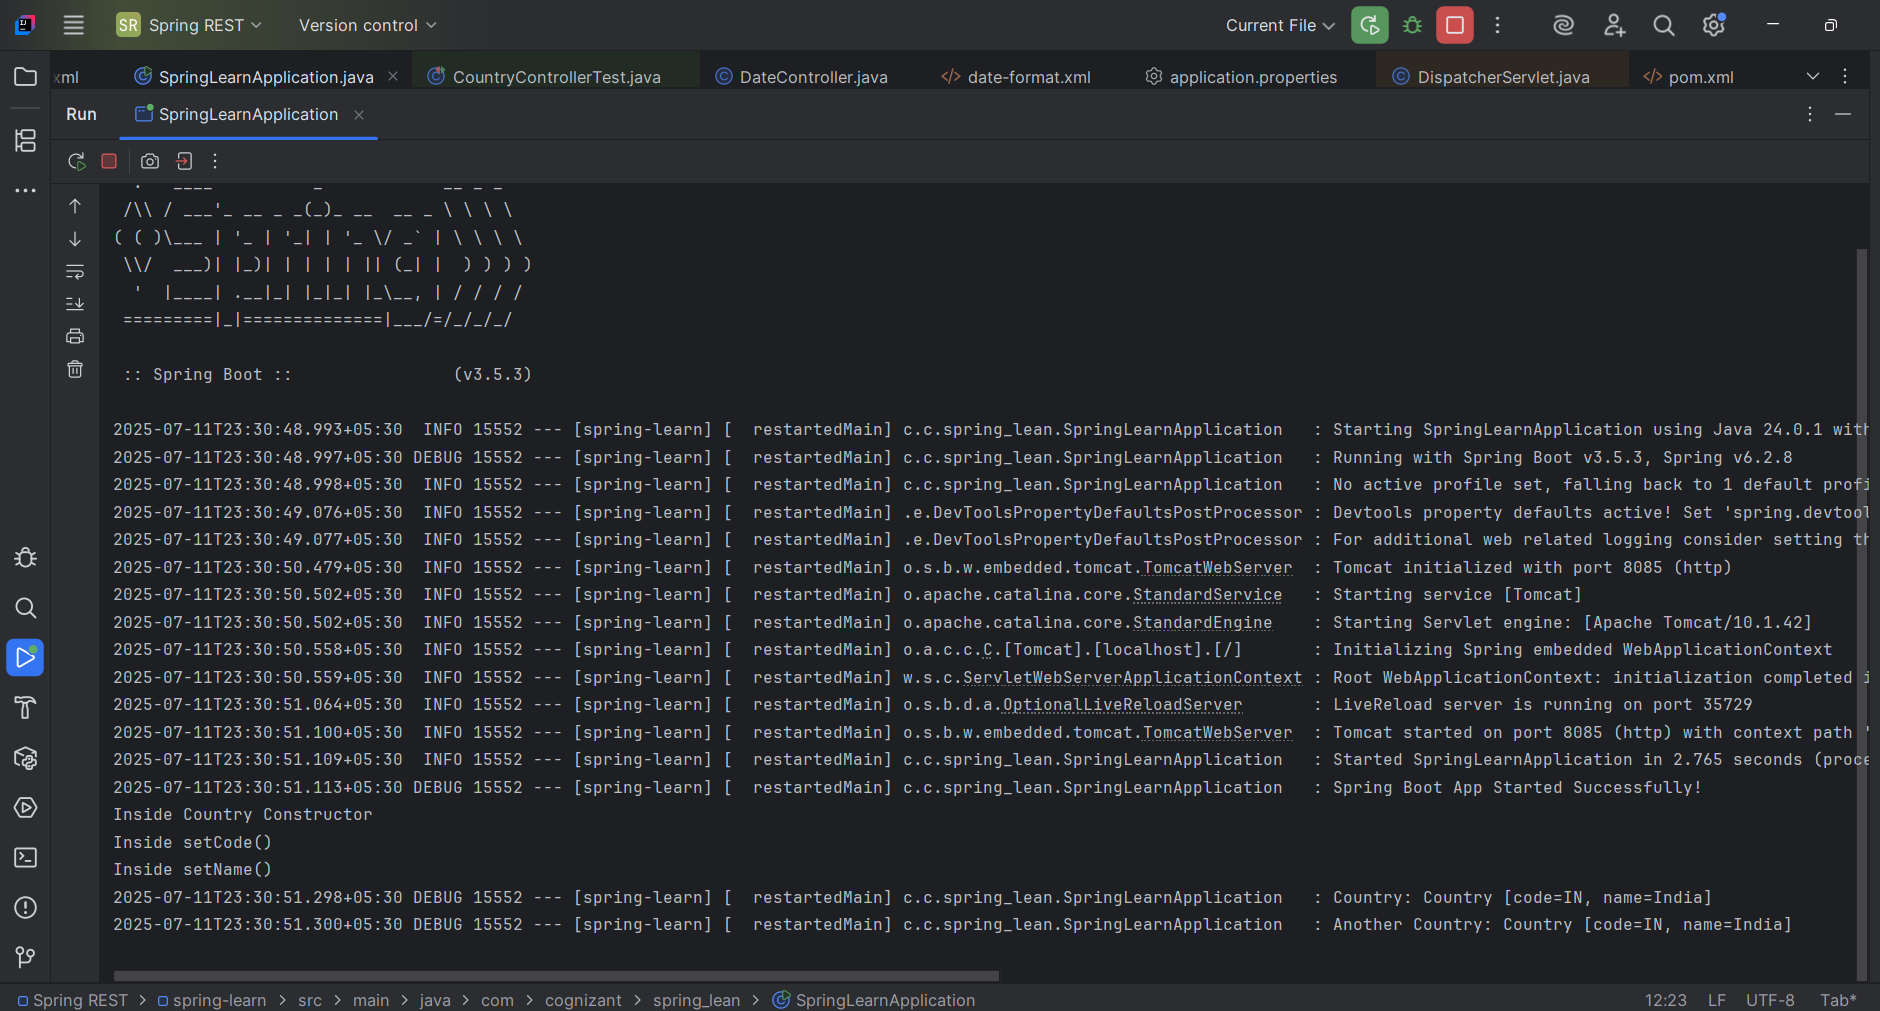 SR Spring REST Version control Current File
xml SpringLearnApplication.java CountryControllerTest.java DateController.java date-format.xml application.properties DispatcherServlet.java pom.xml
Run SpringLearnApplication
  .   ____          _            __ _ _
 /\\ / ___'_ __ _ _(_)_ __  __ _ \ \ \ \
( ( )\___ | '_ | '_| | '_ \/ _` | \ \ \ \
 \\/  ___)| |_)| | | | | || (_| |  ) ) ) )
  '  |____| .__|_| |_|_| |_\__, | / / / /
 =========|_|==============|___/=/_/_/_/
 :: Spring Boot ::                (v3.5.3)
2025-07-11T23:30:48.993+05:30  INFO 15552 --- [spring-learn] [  restartedMain] c.c.spring_lean.SpringLearnApplication   : Starting SpringLearnApplication using Java 24.0.1 with
2025-07-11T23:30:48.997+05:30 DEBUG 15552 --- [spring-learn] [  restartedMain] c.c.spring_lean.SpringLearnApplication   : Running with Spring Boot v3.5.3, Spring v6.2.8
2025-07-11T23:30:48.998+05:30  INFO 15552 --- [spring-learn] [  restartedMain] c.c.spring_lean.SpringLearnApplication   : No active profile set, falling back to 1 default profi
2025-07-11T23:30:49.076+05:30  INFO 15552 --- [spring-learn] [  restartedMain] .e.DevToolsPropertyDefaultsPostProcessor : Devtools property defaults active! Set 'spring.devtool
2025-07-11T23:30:49.077+05:30  INFO 15552 --- [spring-learn] [  restartedMain] .e.DevToolsPropertyDefaultsPostProcessor : For additional web related logging consider setting th
2025-07-11T23:30:50.479+05:30  INFO 15552 --- [spring-learn] [  restartedMain] o.s.b.w.embedded.tomcat.TomcatWebServer  : Tomcat initialized with port 8085 (http)
2025-07-11T23:30:50.502+05:30  INFO 15552 --- [spring-learn] [  restartedMain] o.apache.catalina.core.StandardService   : Starting service [Tomcat]
2025-07-11T23:30:50.502+05:30  INFO 15552 --- [spring-learn] [  restartedMain] o.apache.catalina.core.StandardEngine    : Starting Servlet engine: [Apache Tomcat/10.1.42]
2025-07-11T23:30:50.558+05:30  INFO 15552 --- [spring-learn] [  restartedMain] o.a.c.c.C.[Tomcat].[localhost].[/]       : Initializing Spring embedded WebApplicationContext
2025-07-11T23:30:50.559+05:30  INFO 15552 --- [spring-learn] [  restartedMain] w.s.c.ServletWebServerApplicationContext : Root WebApplicationContext: initialization completed i
2025-07-11T23:30:51.064+05:30  INFO 15552 --- [spring-learn] [  restartedMain] o.s.b.d.a.OptionalLiveReloadServer       : LiveReload server is running on port 35729
2025-07-11T23:30:51.100+05:30  INFO 15552 --- [spring-learn] [  restartedMain] o.s.b.w.embedded.tomcat.TomcatWebServer  : Tomcat started on port 8085 (http) with context path '
2025-07-11T23:30:51.109+05:30  INFO 15552 --- [spring-learn] [  restartedMain] c.c.spring_lean.SpringLearnApplication   : Started SpringLearnApplication in 2.765 seconds (proce
2025-07-11T23:30:51.113+05:30 DEBUG 15552 --- [spring-learn] [  restartedMain] c.c.spring_lean.SpringLearnApplication   : Spring Boot App Started Successfully!
Inside Country Constructor
Inside setCode()
Inside setName()
2025-07-11T23:30:51.298+05:30 DEBUG 15552 --- [spring-learn] [  restartedMain] c.c.spring_lean.SpringLearnApplication   : Country: Country [code=IN, name=India]
2025-07-11T23:30:51.300+05:30 DEBUG 15552 --- [spring-learn] [  restartedMain] c.c.spring_lean.SpringLearnApplication   : Another Country: Country [code=IN, name=India]
Spring REST > spring-learn > src > main > java > com > cognizant > spring_lean > SpringLearnApplication 12:23 LF UTF-8 Tab*